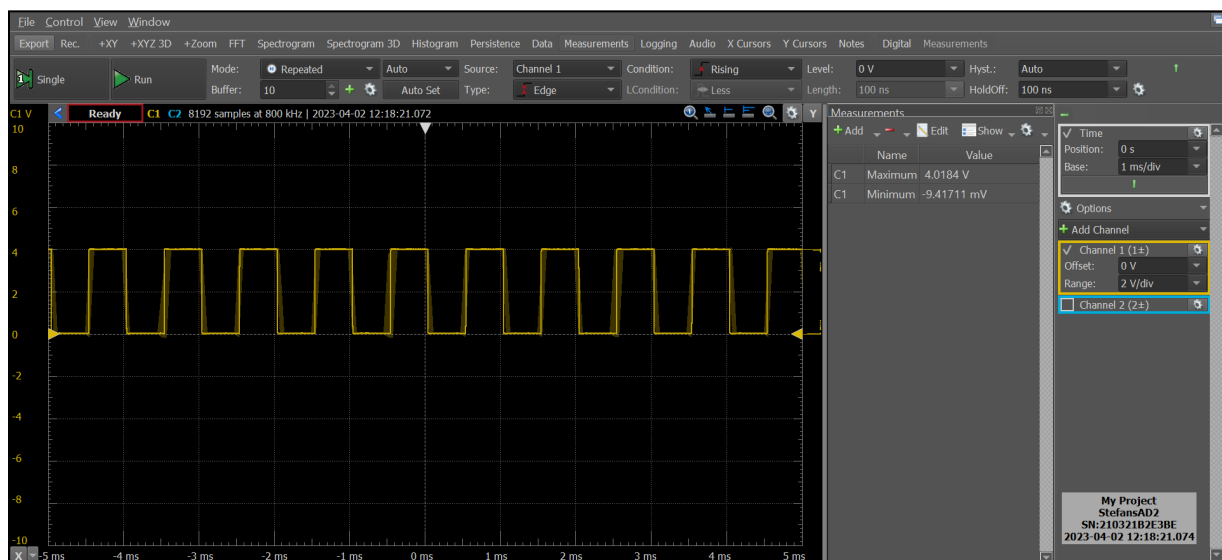 File Control View Window
Export Rec. +XY +XYZ 3D +Zoom FFT Spectrogram Spectrogram 3D Histogram Persistence Data Measurements Logging Audio X Cursors Y Cursors Notes Digital Measurements
1 Single Run Mode: Repeated Auto Source: Channel 1 Condition: Rising Level: 0 V Hyst.: Auto
Buffer: 10 Auto Set Type: Edge LCondition: Less Length: 100 ns HoldOff: 100 ns
C1 V Ready C1 C2 8192 samples at 800 kHz | 2023-04-02 12:18:21.072 Y
10
8
6
4
2
0
-2
-4
-6
-8
-10
X -5 ms -4 ms -3 ms -2 ms -1 ms 0 ms 1 ms 2 ms 3 ms 4 ms 5 ms
Measurements
Add Edit Show
Name Value
C1 Maximum 4.0184 V
C1 Minimum -9.41711 mV
Time
Position: 0 s
Base: 1 ms/div
Options
Add Channel
Channel 1 (1±)
Offset: 0 V
Range: 2 V/div
Channel 2 (2±)
My Project
StefansAD2
SN:210321B2E3BE
2023-04-02 12:18:21.074